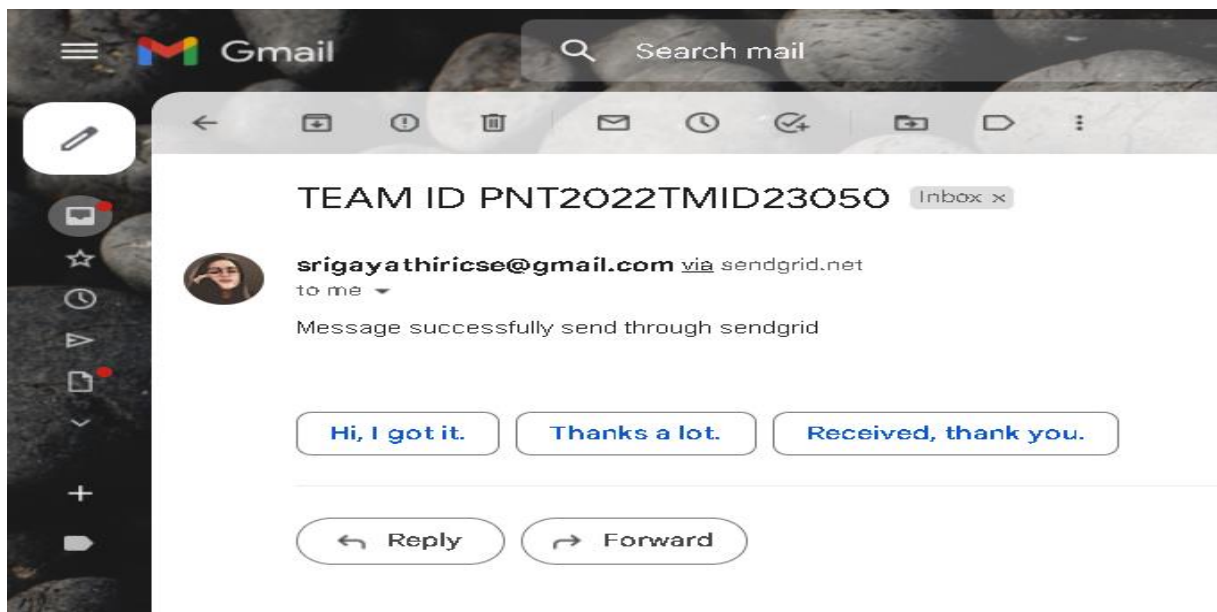 Gmail
Search mail
TEAM ID PNT2022TMID23050 Inbox x
srigayathiricse@gmail.com via sendgrid.net
to me
Message successfully send through sendgrid
Hi, I got it. Thanks a lot. Received, thank you.
Reply Forward